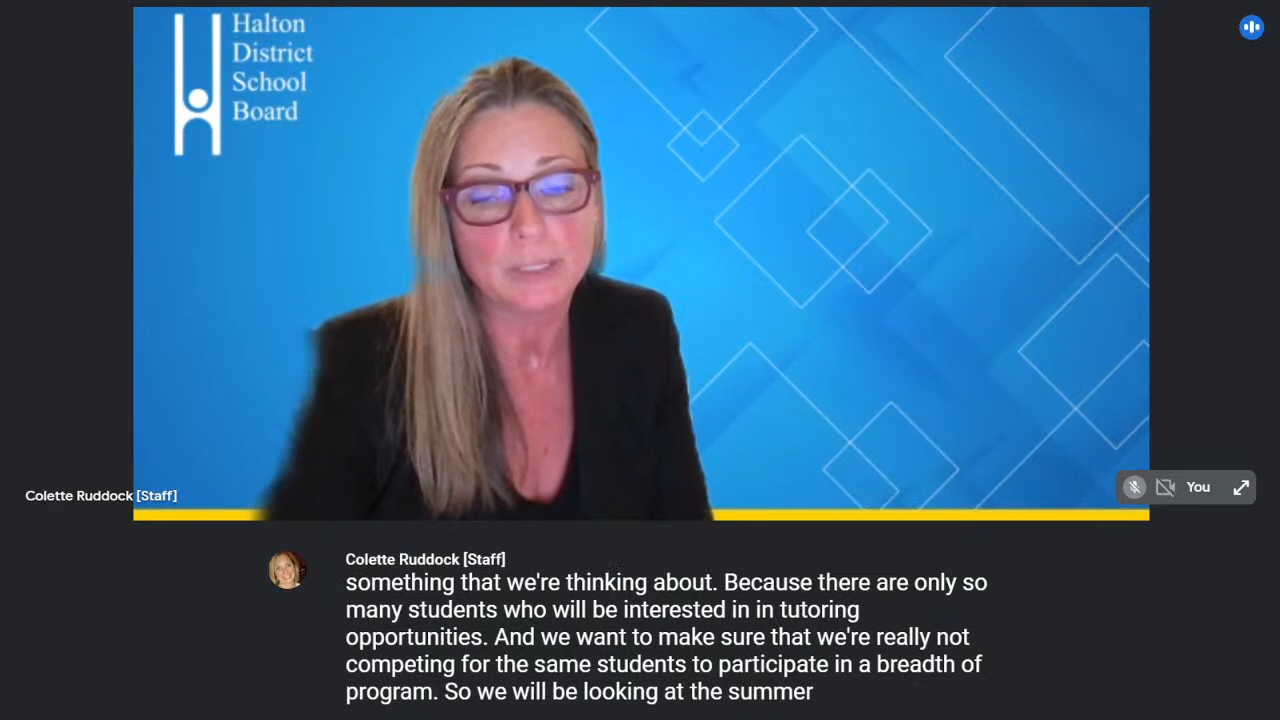 Halton
District
School
Board
Colette Ruddock [Staff]
You
Colette Ruddock [Staff]
something that we're thinking about. Because there are only so
many students who will be interested in in tutoring
opportunities. And we want to make sure that we're really not
competing for the same students to participate in a breadth of
program. So we will be looking at the summer